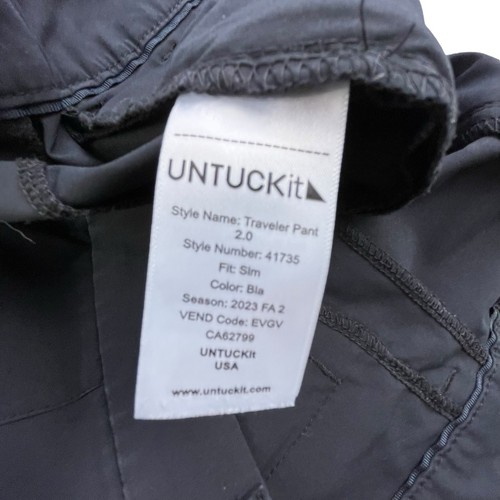 UNTUCKit
Style Name: Traveler Pant
2.0
Style Number: 41735
Fit: Slm
Color: Bla
Season: 2023 FA 2
VEND Code: EVGV
CA62799
UNTUCKit
USA
www.untuckit.com